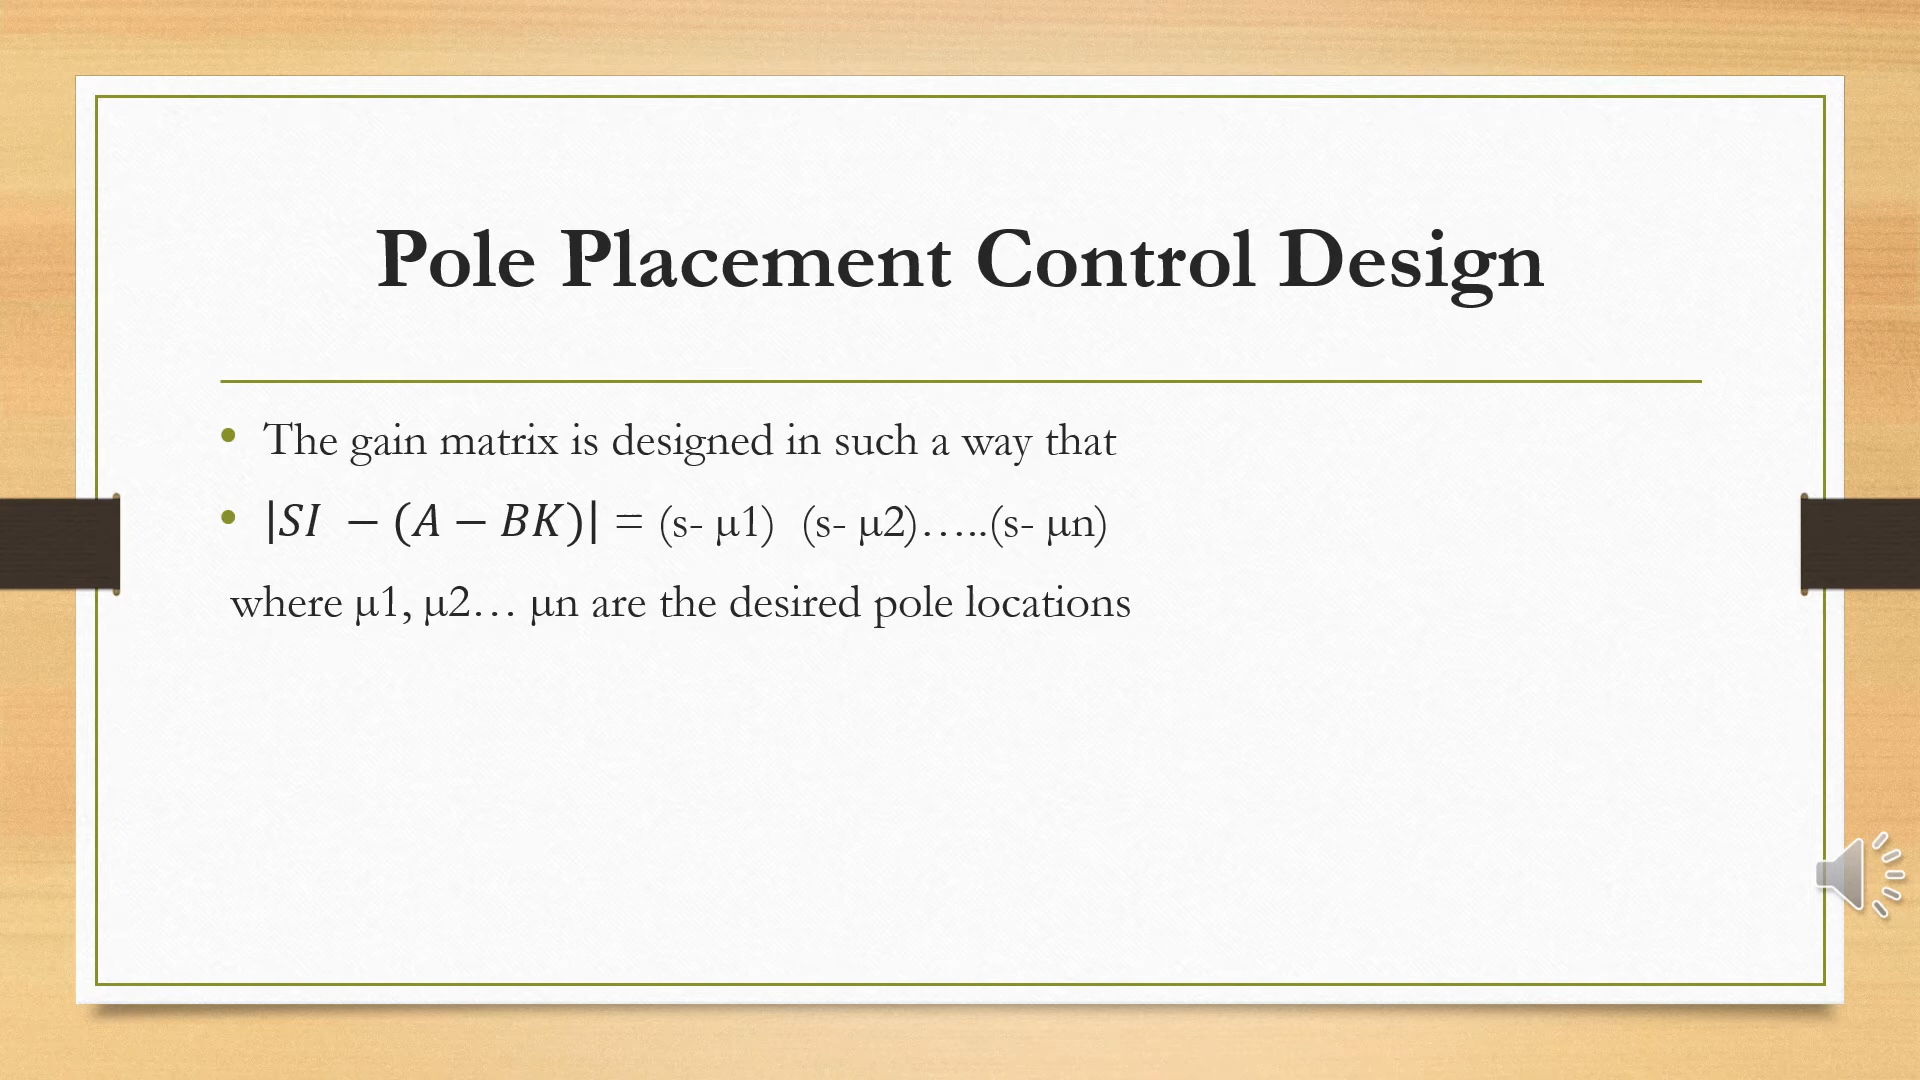 Pole Placement Control Design
• The gain matrix is designed in such a way that
• |SI − (A − BK)| = (s- μ1) (s- μ2)…..(s- μn)
where μ1, μ2… μn are the desired pole locations